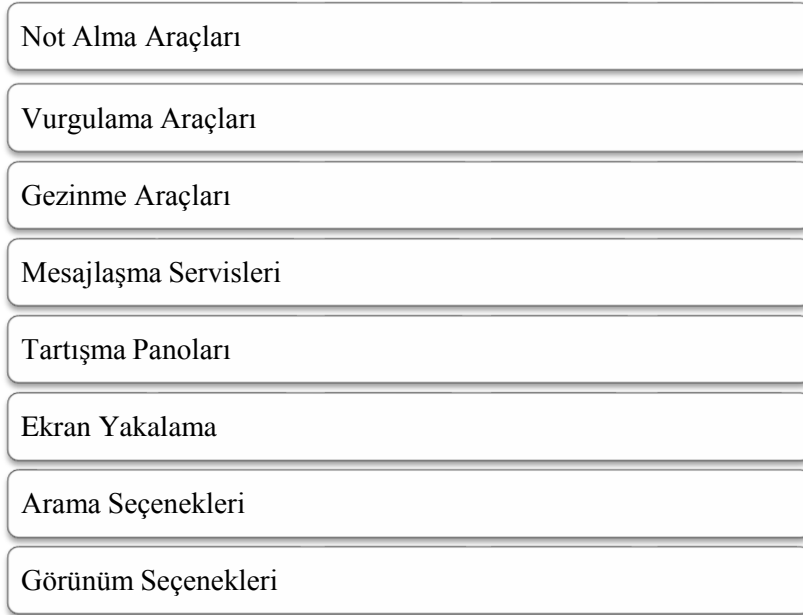 Not Alma Araçları
Vurgulama Araçları
Gezinme Araçları
Mesajlaşma Servisleri
Tartışma Panoları
Ekran Yakalama
Arama Seçenekleri
Görünüm Seçenekleri